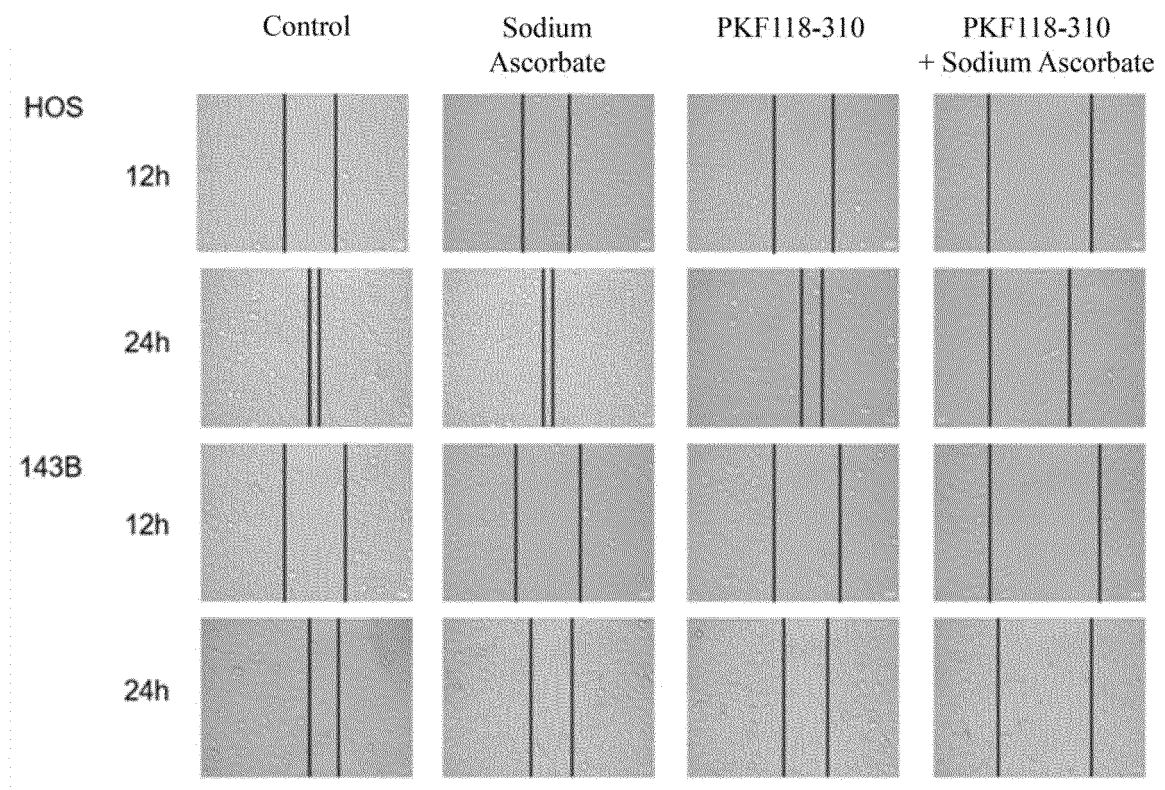 Control
Sodium
Ascorbate
PKF118-310
PKF118-310
+ Sodium Ascorbate
HOS
12h
24h
143B
12h
24h